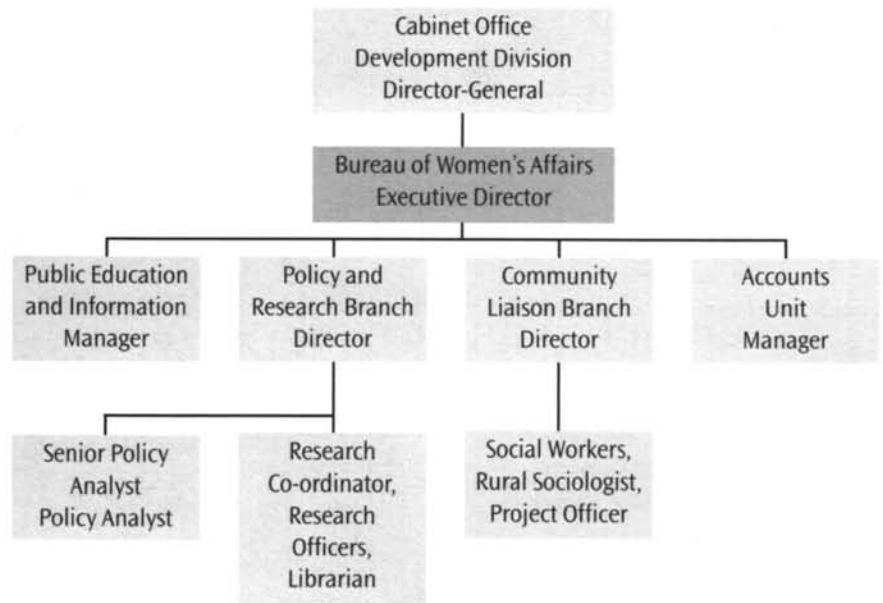 Cabinet Office
Development Division
Director-General
Bureau of Women's Affairs
Executive Director
Public Education
and Information
Manager
Policy and
Research Branch
Director
Community
Liaison Branch
Director
Accounts
Unit
Manager
Senior Policy
Analyst
Policy Analyst
Research
Co-ordinator,
Research
Officers,
Librarian
Social Workers,
Rural Sociologist,
Project Officer